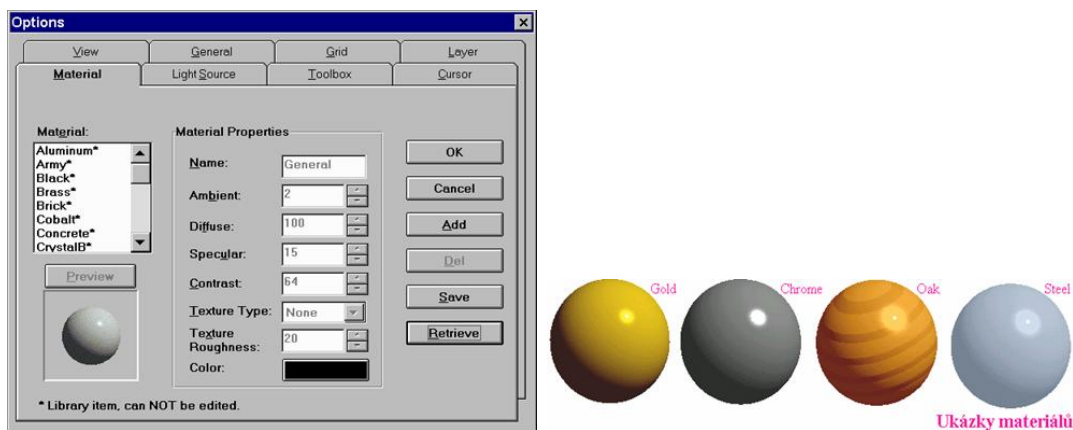 Options
View General Grid Layer
Material Light Source Toolbox Cursor
Material:
Aluminum*
Army*
Black*
Brass*
Brick*
Cobalt*
Concrete*
CrystalB*
Preview
Material Properties
Name: General
Ambient: 2
Diffuse: 100
Specular: 15
Contrast: 64
Texture Type: None
Texture
Roughness: 20
Color:
OK
Cancel
Add
Del
Save
Retrieve
* Library item, can NOT be edited.
Gold Chrome Oak Steel
Ukázky materiálů